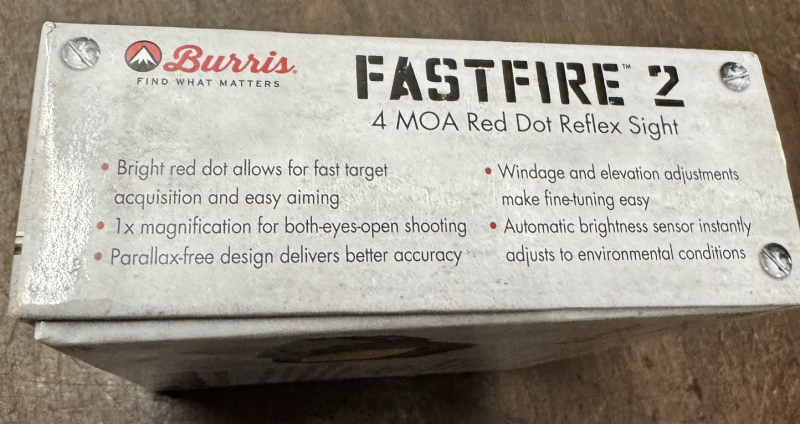 Burris.
FIND WHAT MATTERS
FASTFIRE™ 2
4 MOA Red Dot Reflex Sight
• Bright red dot allows for fast target
acquisition and easy aiming
• 1x magnification for both-eyes-open shooting
• Parallax-free design delivers better accuracy
• Windage and elevation adjustments
make fine-tuning easy
• Automatic brightness sensor instantly
adjusts to environmental conditions